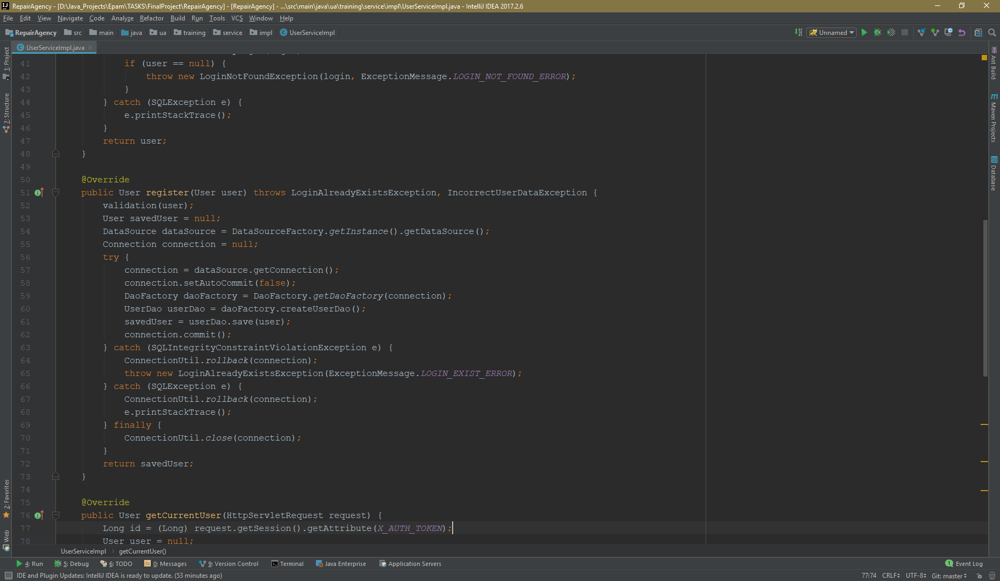 RepairAgency - [D:\Java_Projects\Epam\TASKS\FinalProject\RepairAgency] - [RepairAgency] - ...\src\main\java\ua\training\service\impl\UserServiceImpl.java - IntelliJ IDEA 2017.2.6
File Edit View Navigate Code Analyze Refactor Build Run Tools VCS Window Help
RepairAgency src main java ua training service impl UserServiceImpl
Unnamed
UserServiceImpl.java
1: Project
7: Structure
2: Favorites
Web
Ant Build
Maven Projects
Database
41 if (user == null) {
42 throw new LoginNotFoundException(login, ExceptionMessage.LOGIN_NOT_FOUND_ERROR);
43 }
44 } catch (SQLException e) {
45 e.printStackTrace();
46 }
47 return user;
48 }
49
50 @Override
51 public User register(User user) throws LoginAlreadyExistsException, IncorrectUserDataException {
52 validation(user);
53 User savedUser = null;
54 DataSource dataSource = DataSourceFactory.getInstance().getDataSource();
55 Connection connection = null;
56 try {
57 connection = dataSource.getConnection();
58 connection.setAutoCommit(false);
59 DaoFactory daoFactory = DaoFactory.getDaoFactory(connection);
60 UserDao userDao = daoFactory.createUserDao();
61 savedUser = userDao.save(user);
62 connection.commit();
63 } catch (SQLIntegrityConstraintViolationException e) {
64 ConnectionUtil.rollback(connection);
65 throw new LoginAlreadyExistsException(ExceptionMessage.LOGIN_EXIST_ERROR);
66 } catch (SQLException e) {
67 ConnectionUtil.rollback(connection);
68 e.printStackTrace();
69 } finally {
70 ConnectionUtil.close(connection);
71 }
72 return savedUser;
73 }
74
75 @Override
76 public User getCurrentUser(HttpServletRequest request) {
77 Long id = (Long) request.getSession().getAttribute(X_AUTH_TOKEN);
78 User user = null;
UserServiceImpl getCurrentUser()
4: Run 5: Debug 6: TODO 0: Messages 9: Version Control Terminal Java Enterprise Application Servers 1 Event Log
IDE and Plugin Updates: IntelliJ IDEA is ready to update. (53 minutes ago) 77:74 CRLF UTF-8 Git: master